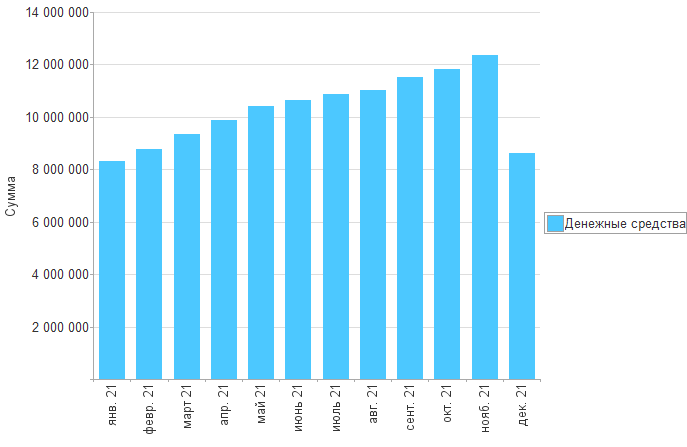 14 000 000
12 000 000
10 000 000
8 000 000
6 000 000
4 000 000
2 000 000
Сумма
янв. 21
февр. 21
март 21
апр. 21
май 21
июнь 21
июль 21
авг. 21
сент. 21
окт. 21
нояб. 21
дек. 21
Денежные средства